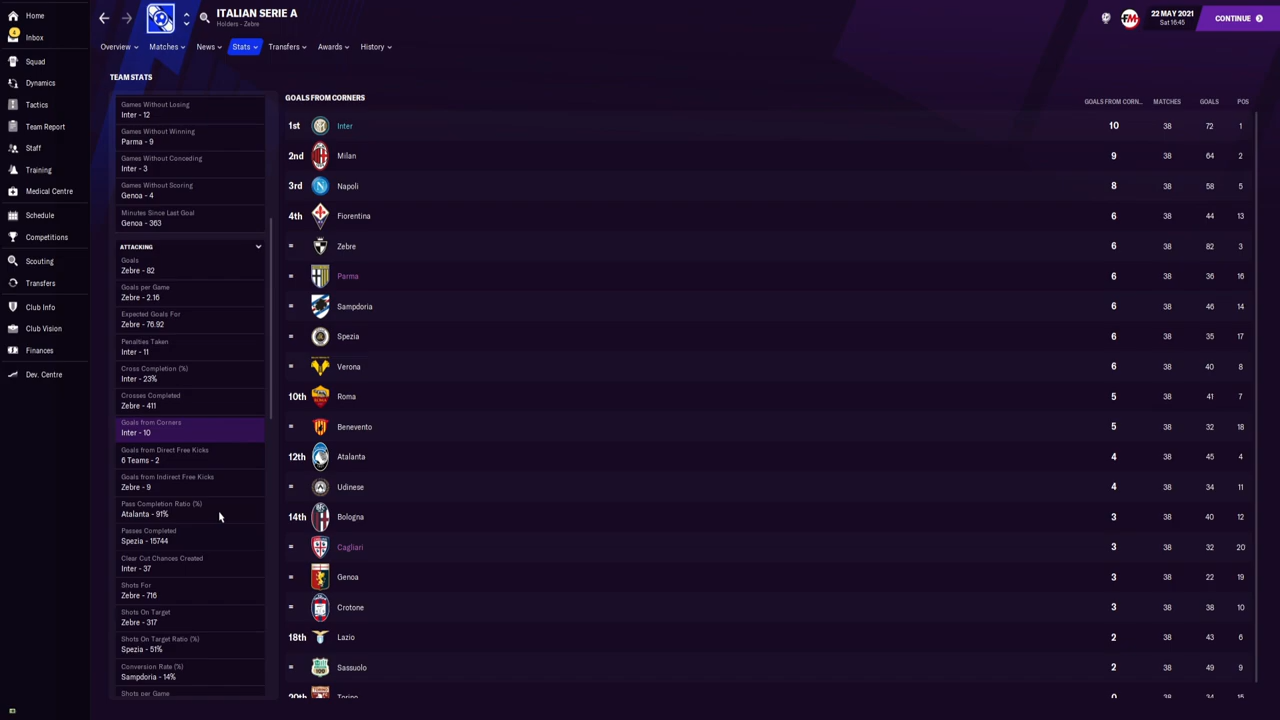 Home
4
Inbox
Squad
Dynamics
Tactics
Team Report
Staff
Training
Medical Centre
Schedule
Competitions
Scouting
Transfers
Club Info
Club Vision
Finances
Dev. Centre
ITALIAN SERIE A
Holders - Zebre
FM
22 MAY 2021
Sat 16:45
CONTINUE
Overview
Matches
News
Stats
Transfers
Awards
History
TEAM STATS
Games Without Losing
Inter - 12
Games Without Winning
Parma - 9
Games Without Conceding
Inter - 3
Games Without Scoring
Genoa - 4
Minutes Since Last Goal
Genoa - 363
ATTACKING
Goals
Zebre - 82
Goals per Game
Zebre - 2.16
Expected Goals For
Zebre - 76.92
Penalties Taken
Inter - 11
Cross Completion (%)
Inter - 23%
Crosses Completed
Zebre - 411
Goals from Corners
Inter - 10
Goals from Direct Free Kicks
6 Teams - 2
Goals from Indirect Free Kicks
Zebre - 9
Pass Completion Ratio (%)
Atalanta - 91%
Passes Completed
Spezia - 15744
Clear Cut Chances Created
Inter - 37
Shots For
Zebre - 716
Shots On Target
Zebre - 317
Shots On Target Ratio (%)
Spezia - 51%
Conversion Rate (%)
Sampdoria - 14%
Shots per Game
GOALS FROM CORNERS
GOALS FROM CORN... MATCHES GOALS POS
1st Inter 10 38 72 1
2nd Milan 9 38 64 2
3rd Napoli 8 38 58 5
4th Fiorentina 6 38 44 13
= Zebre 6 38 82 3
= Parma 6 38 36 16
= Sampdoria 6 38 46 14
= Spezia 6 38 35 17
= Verona 6 38 40 8
10th Roma 5 38 41 7
= Benevento 5 38 32 18
12th Atalanta 4 38 45 4
= Udinese 4 38 34 11
14th Bologna 3 38 40 12
= Cagliari 3 38 32 20
= Genoa 3 38 22 19
= Crotone 3 38 38 10
18th Lazio 2 38 43 6
= Sassuolo 2 38 49 9
20th Torino 0 38 34 15